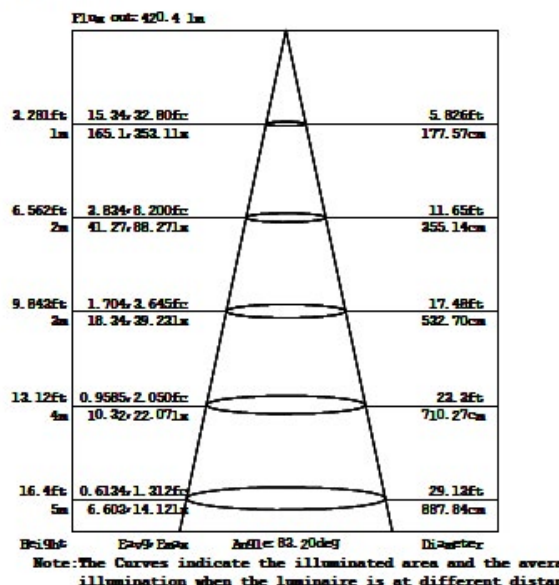 Flux out:420.4 lm
3.281ft 15.34,32.80fc 5.826ft
1m 165.1,353.1lx 177.57cm
6.562ft 3.834,8.200fc 11.65ft
2m 41.27,88.27lx 355.14cm
9.843ft 1.704,3.645fc 17.48ft
3m 18.34,39.23lx 532.70cm
13.12ft 0.9585,2.050fc 23.3ft
4m 10.32,22.07lx 710.27cm
16.4ft 0.6134,1.312fc 29.13ft
5m 6.603,14.12lx 887.84cm
Height Eavg,Emax Angle:83.20deg Diameter
Note:The Curves indicate the illuminated area and the aver
illumination when the luminaire is at different distan